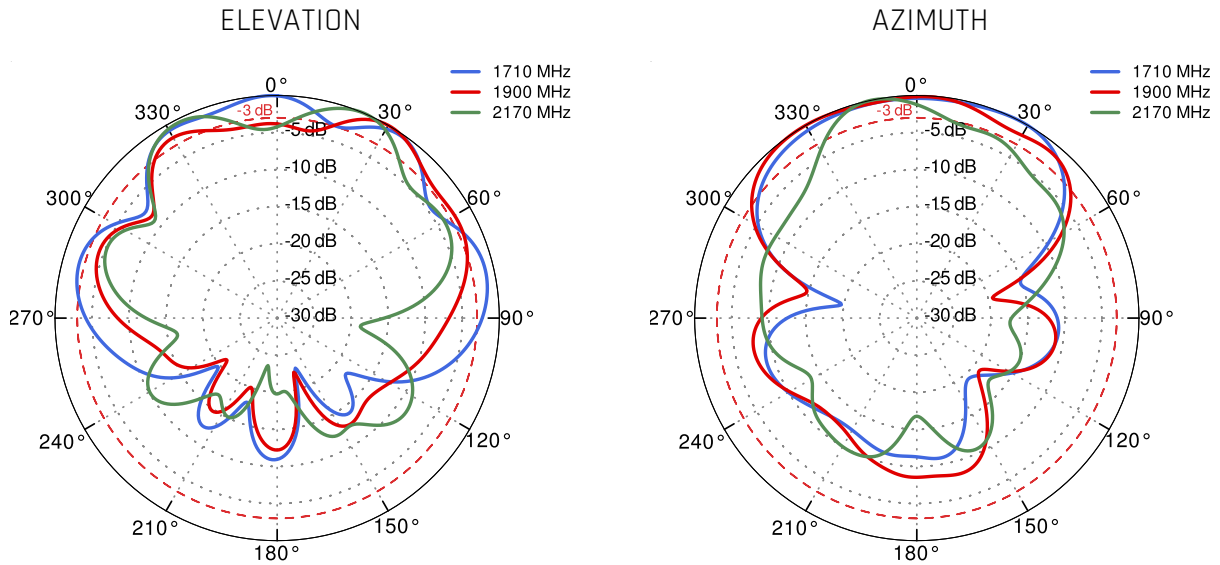 ELEVATION
1710 MHz
1900 MHz
2170 MHz
0°
330°
-3 dB
30°
-5 dB
-10 dB
300°
60°
-15 dB
-20 dB
-25 dB
270°
-30 dB
90°
240°
120°
210°
150°
180°
AZIMUTH
1710 MHz
1900 MHz
2170 MHz
0°
330°
-3 dB
30°
-5 dB
-10 dB
300°
60°
-15 dB
-20 dB
-25 dB
270°
-30 dB
90°
240°
120°
210°
150°
180°